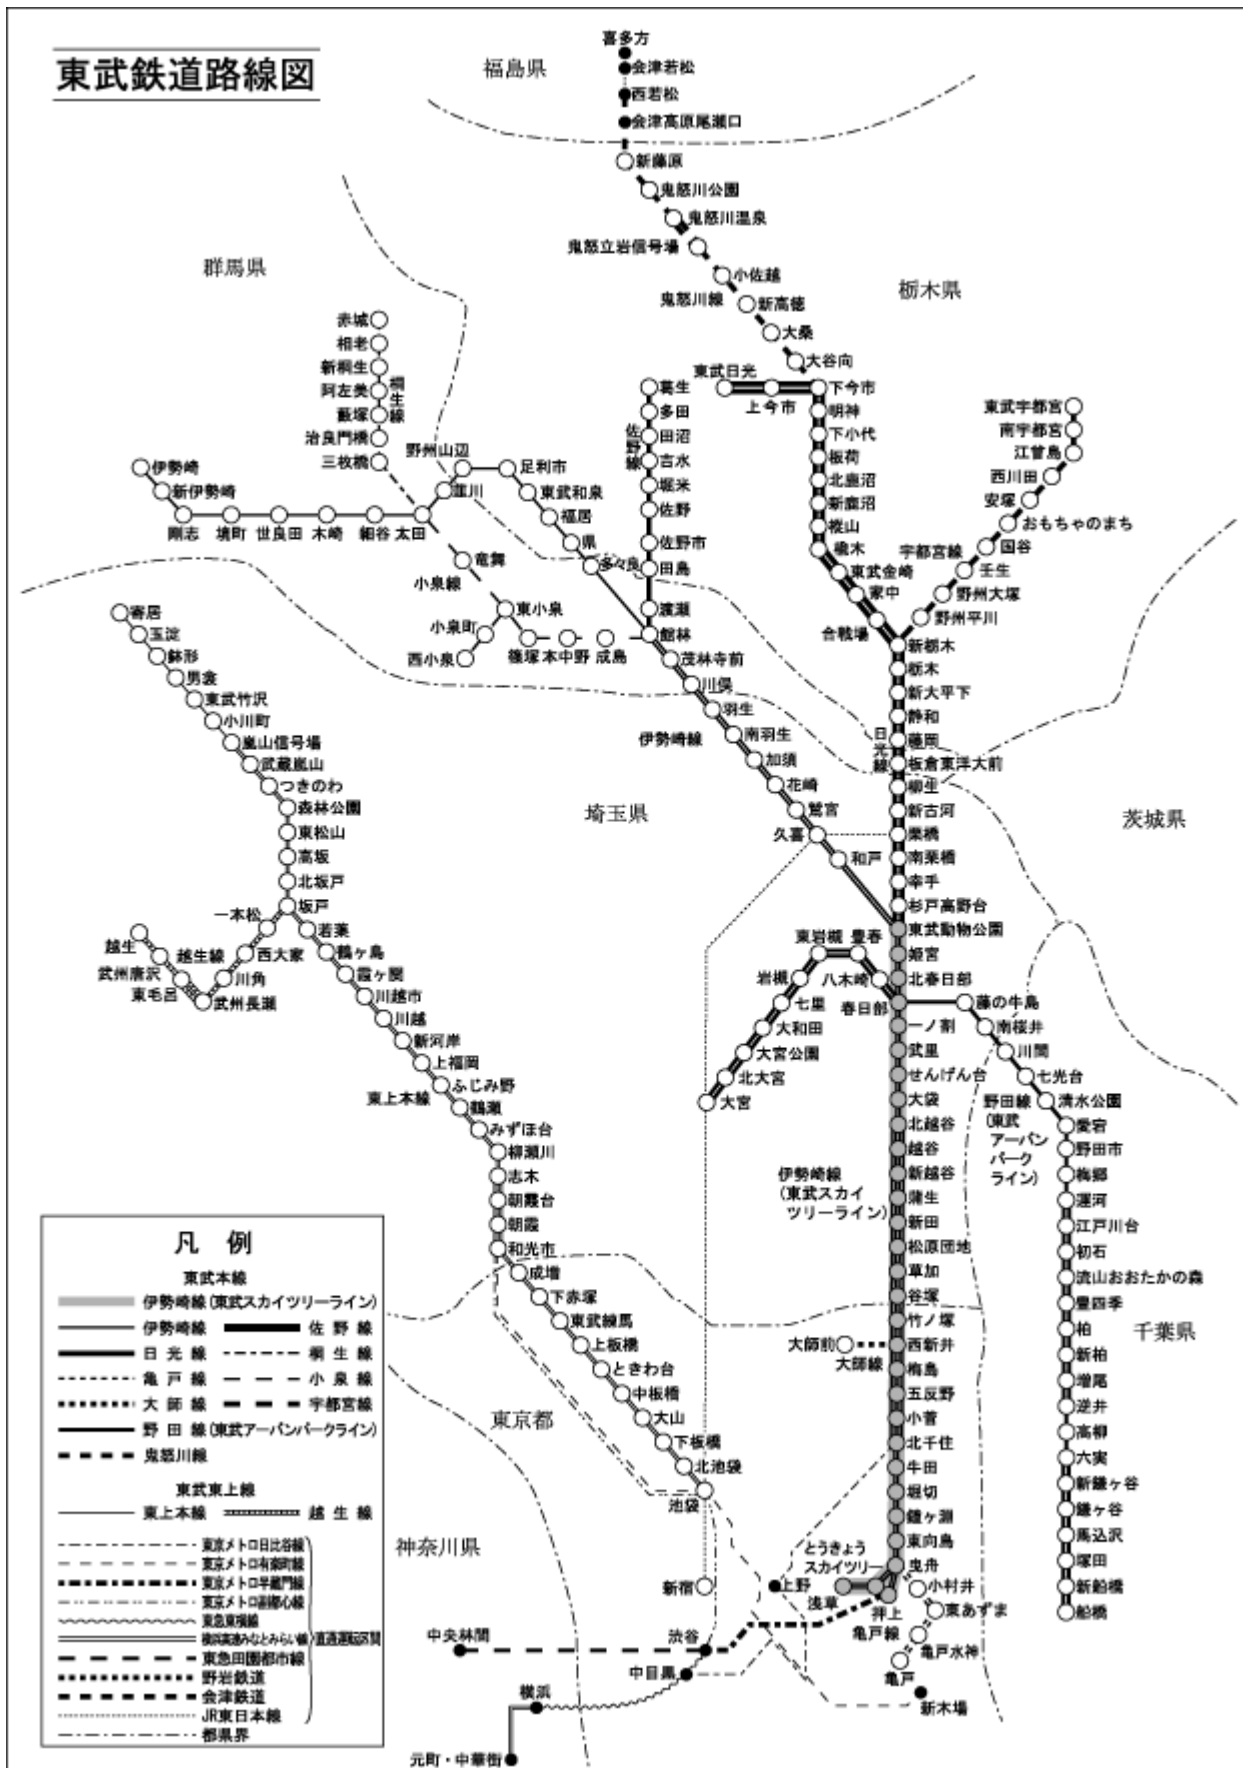 東武鉄道路線図
福島県
喜多方
会津若松
西若松
会津高原尾瀬口
新藤原
鬼怒川公園
鬼怒川温泉
鬼怒立岩信号場
小佐越
鬼怒川線
新高徳
大桑
大谷向
群馬県
栃木県
赤城
相老
新桐生
阿左美
藪塚
治良門橋
三枚橋
桐生線
東武日光
上今市
下今市
明神
下小代
板荷
北鹿沼
新鹿沼
樅山
楡木
東武金崎
家中
合戦場
葛生
多田
田沼
吉水
堀米
佐野
佐野市
田島
渡瀬
館林
佐野線
東武宇都宮
南宇都宮
江曽島
西川田
安塚
おもちゃのまち
国谷
宇都宮線
壬生
野州大塚
野州平川
伊勢崎
新伊勢崎
剛志
境町
世良田
木崎
細谷
太田
韮川
野州山辺
足利市
東武和泉
福居
県
多々良
竜舞
小泉線
東小泉
小泉町
西小泉
篠塚
本中野
成島
茂林寺前
川俣
羽生
南羽生
加須
花崎
鷲宮
久喜
和戸
伊勢崎線
新栃木
栃木
新大平下
静和
藤岡
板倉東洋大前
柳生
新古河
栗橋
南栗橋
幸手
杉戸高野台
東武動物公園
日光線
埼玉県
茨城県
寄居
玉淀
鉢形
男衾
東武竹沢
小川町
嵐山信号場
武蔵嵐山
つきのわ
森林公園
東松山
高坂
北坂戸
坂戸
一本松
西大家
川角
武州長瀬
東毛呂
武州唐沢
越生
越生線
若葉
鶴ヶ島
霞ヶ関
川越市
川越
新河岸
上福岡
ふじみ野
鶴瀬
みずほ台
柳瀬川
志木
朝霞台
朝霞
和光市
東上本線
成増
下赤塚
東武練馬
上板橋
ときわ台
中板橋
大山
下板橋
北池袋
池袋
姫宮
北春日部
春日部
八木崎
豊春
東岩槻
岩槻
七里
大和田
大宮公園
北大宮
大宮
一ノ割
武里
せんげん台
大袋
北越谷
越谷
新越谷
蒲生
新田
松原団地
草加
谷塚
竹ノ塚
西新井
大師前
大師線
梅島
五反野
小菅
北千住
牛田
堀切
鐘ヶ淵
東向島
曳舟
とうきょう
スカイツリー
浅草
押上
伊勢崎線
(東武スカイ
ツリーライン)
藤の牛島
南桜井
川間
七光台
清水公園
愛宕
野田市
梅郷
運河
江戸川台
初石
流山おおたかの森
豊四季
柏
新柏
増尾
逆井
高柳
六実
新鎌ヶ谷
鎌ヶ谷
馬込沢
塚田
新船橋
船橋
野田線
(東武
アーバン
パーク
ライン)
千葉県
東京都
神奈川県
小村井
東あずま
亀戸水神
亀戸
亀戸線
新木場
上野
新宿
渋谷
中目黒
中央林間
横浜
元町・中華街
凡例
東武本線
伊勢崎線(東武スカイツリーライン)
伊勢崎線
佐野線
日光線
桐生線
亀戸線
小泉線
大師線
宇都宮線
野田線(東武アーバンパークライン)
鬼怒川線
東武東上線
東上本線
越生線
東京メトロ日比谷線
東京メトロ有楽町線
東京メトロ半蔵門線
東京メトロ副都心線
東急東横線
横浜高速みなとみらい線
直通運転区間
東急田園都市線
野岩鉄道
会津鉄道
JR東日本線
都県界